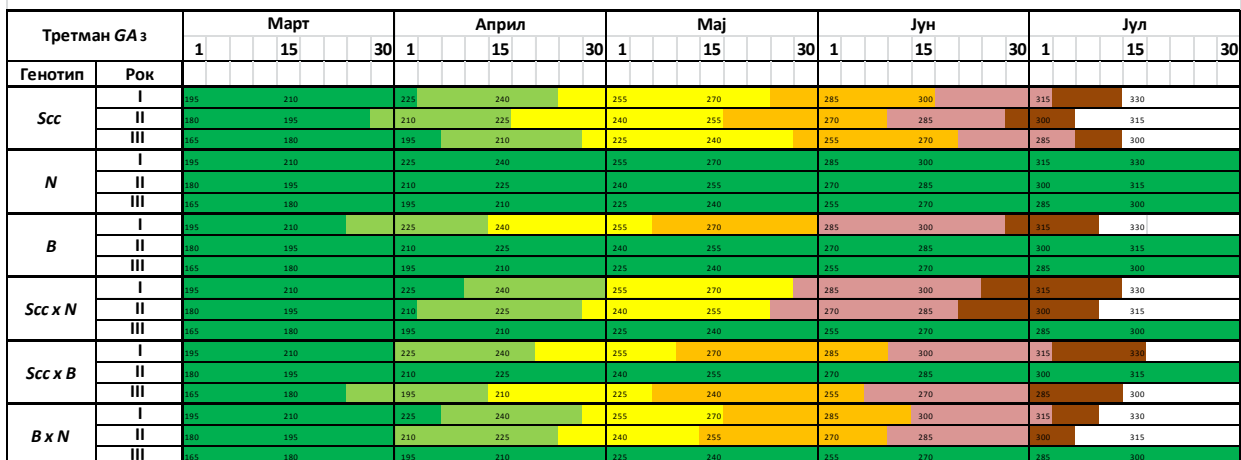 Третман GA 3 Март Април Мај Јун Јул
1 15 30 1 15 30 1 15 30 1 15 30 1 15 30
Генотип Рок
Scc I 195 210 225 240 255 270 285 300 315 330
II 180 195 210 225 240 255 270 285 300 315
III 165 180 195 210 225 240 255 270 285 300
N I 195 210 225 240 255 270 285 300 315 330
II 180 195 210 225 240 255 270 285 300 315
III 165 180 195 210 225 240 255 270 285 300
B I 195 210 225 240 255 270 285 300 315 330
II 180 195 210 225 240 255 270 285 300 315
III 165 180 195 210 225 240 255 270 285 300
Scc x N I 195 210 225 240 255 270 285 300 315 330
II 180 195 210 225 240 255 270 285 300 315
III 165 180 195 210 225 240 255 270 285 300
Scc x B I 195 210 225 240 255 270 285 300 315 330
II 180 195 210 225 240 255 270 285 300 315
III 165 180 195 210 225 240 255 270 285 300
B x N I 195 210 225 240 255 270 285 300 315 330
II 180 195 210 225 240 255 270 285 300 315
III 165 180 195 210 225 240 255 270 285 300